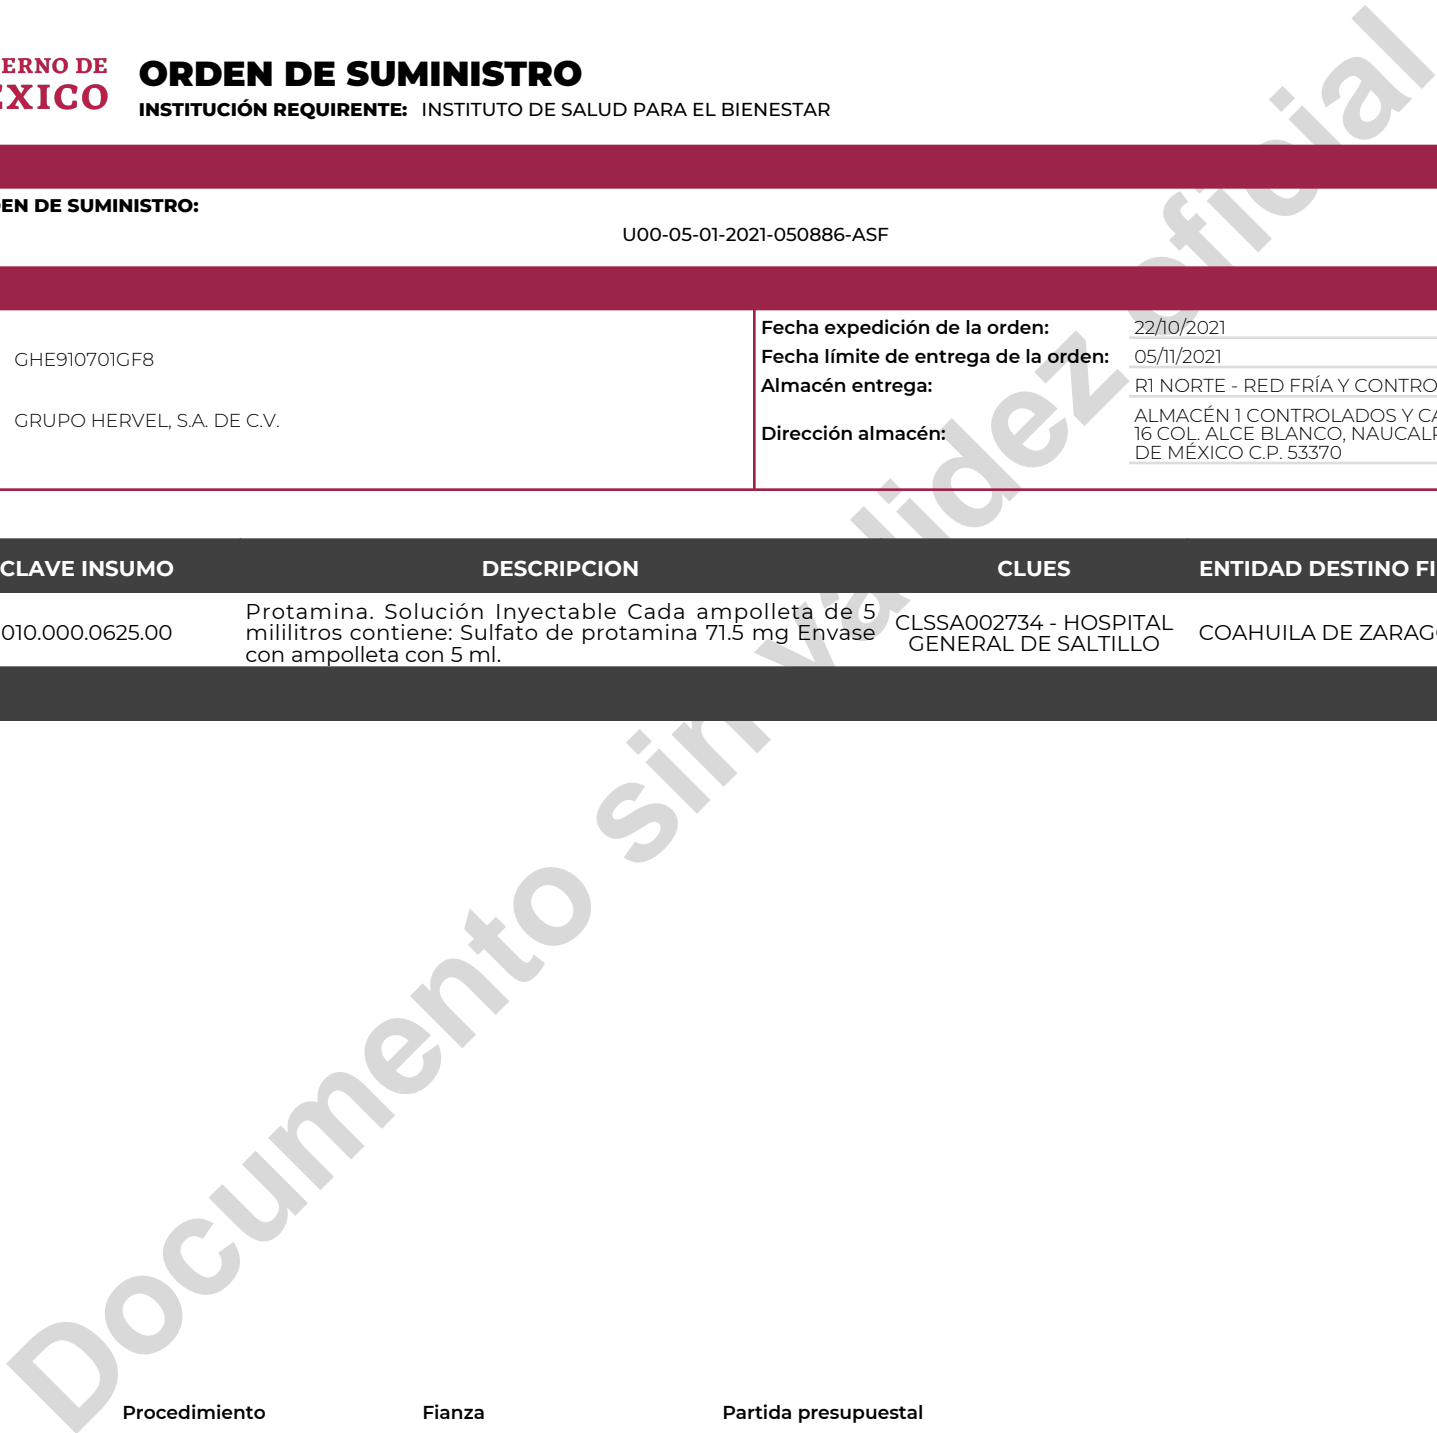 ERNO DE
ÉXICO
ORDEN DE SUMINISTRO
INSTITUCIÓN REQUIRENTE: INSTITUTO DE SALUD PARA EL BIENESTAR
EN DE SUMINISTRO:
U00-05-01-2021-050886-ASF
GHE910701GF8
GRUPO HERVEL, S.A. DE C.V.
Fecha expedición de la orden: 22/10/2021
Fecha límite de entrega de la orden: 05/11/2021
Almacén entrega: R1 NORTE - RED FRÍA Y CONTRO
Dirección almacén: ALMACÉN 1 CONTROLADOS Y CA
16 COL. ALCE BLANCO, NAUCALP
DE MÉXICO C.P. 53370
CLAVE INSUMO DESCRIPCION CLUES ENTIDAD DESTINO FI
010.000.0625.00
Protamina. Solución Inyectable Cada ampolleta de 5
mililitros contiene: Sulfato de protamina 71.5 mg Envase
con ampolleta con 5 ml.
CLSSA002734 - HOSPITAL
GENERAL DE SALTILLO
COAHUILA DE ZARAG
Documento sin validez oficial
Procedimiento Fianza Partida presupuestal